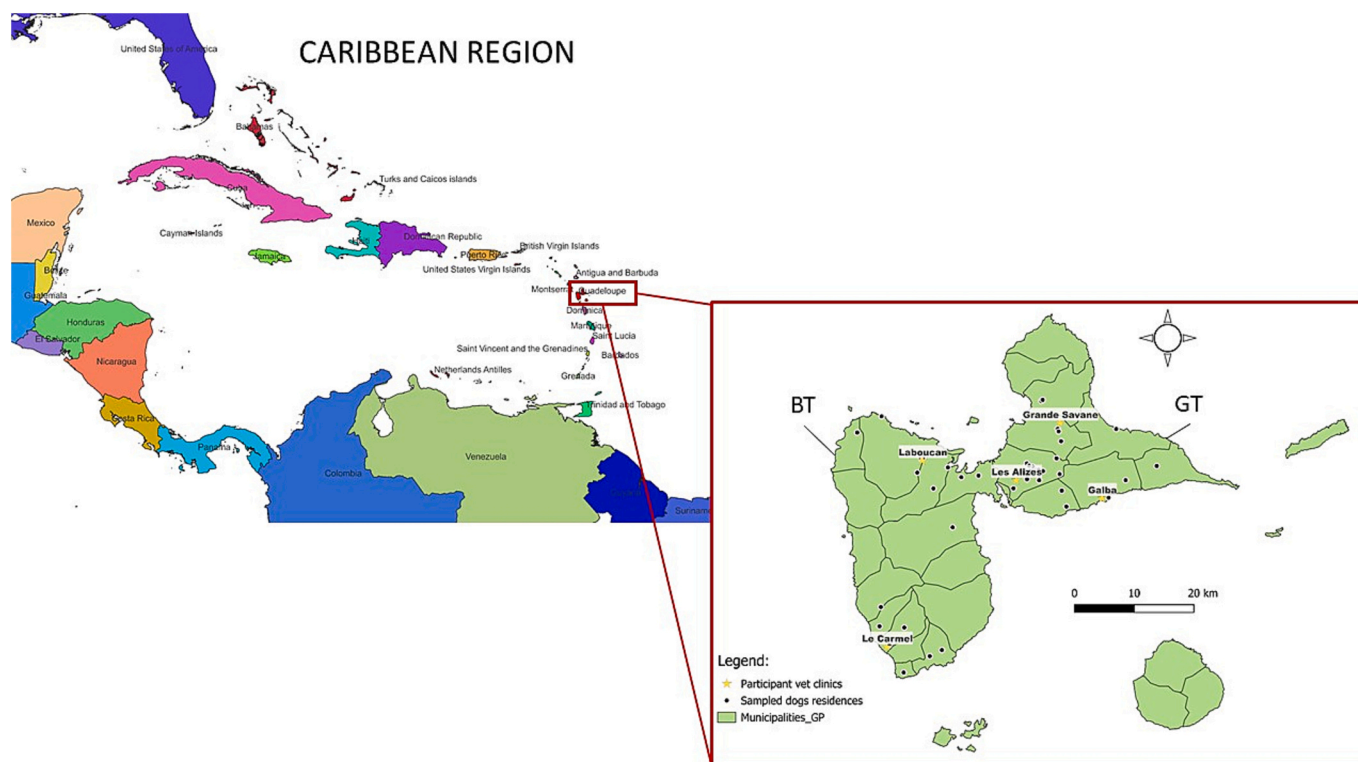 CARIBBEAN REGION
United States of America
Bahamas
Turks and Caicos islands
Cuba
Mexico
Cayman Islands
Haiti
Dominican Republic
Jamaica
Puerto Rico
British Virgin Islands
United States Virgin Islands
Belize
Antigua and Barbuda
Guatemala
Montserrat
Guadeloupe
Honduras
Dominica
El Salvador
Martinique
Saint Lucia
Nicaragua
Saint Vincent and the Grenadines
Barbados
Netherlands Antilles
Grenada
Costa Rica
Trinidad and Tobago
Panama
Venezuela
Colombia
Guyana
Suriname
BT
GT
Grande Savane
Laboucan
Les Alizes
Galba
0 10 20 km
Le Carmel
Legend:
Participant vet clinics
Sampled dogs residences
Municipalities_GP